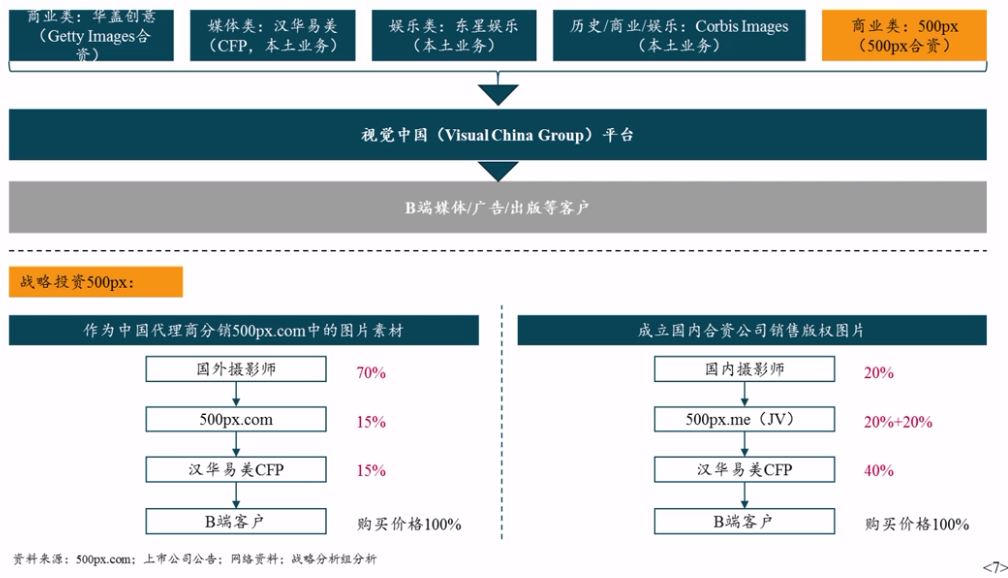 商业类：华盖创意
（Getty Images合
资）
媒体类：汉华易美
（CFP，本土业务）
娱乐类：东星娱乐
（本土业务）
历史/商业/娱乐：Corbis Images
（本土业务）
商业类：500px
（500px合资）
视觉中国（Visual China Group）平台
B端媒体/广告/出版等客户
战略投资500px：
作为中国代理商分销500px.com中的图片素材
国外摄影师 70%
500px.com 15%
汉华易美CFP 15%
B端客户 购买价格100%
成立国内合资公司销售版权图片
国内摄影师 20%
500px.me（JV） 20%+20%
汉华易美CFP 40%
B端客户 购买价格100%
资料来源：500px.com；上市公司公告；网络资料；战略分析组分析
<7>